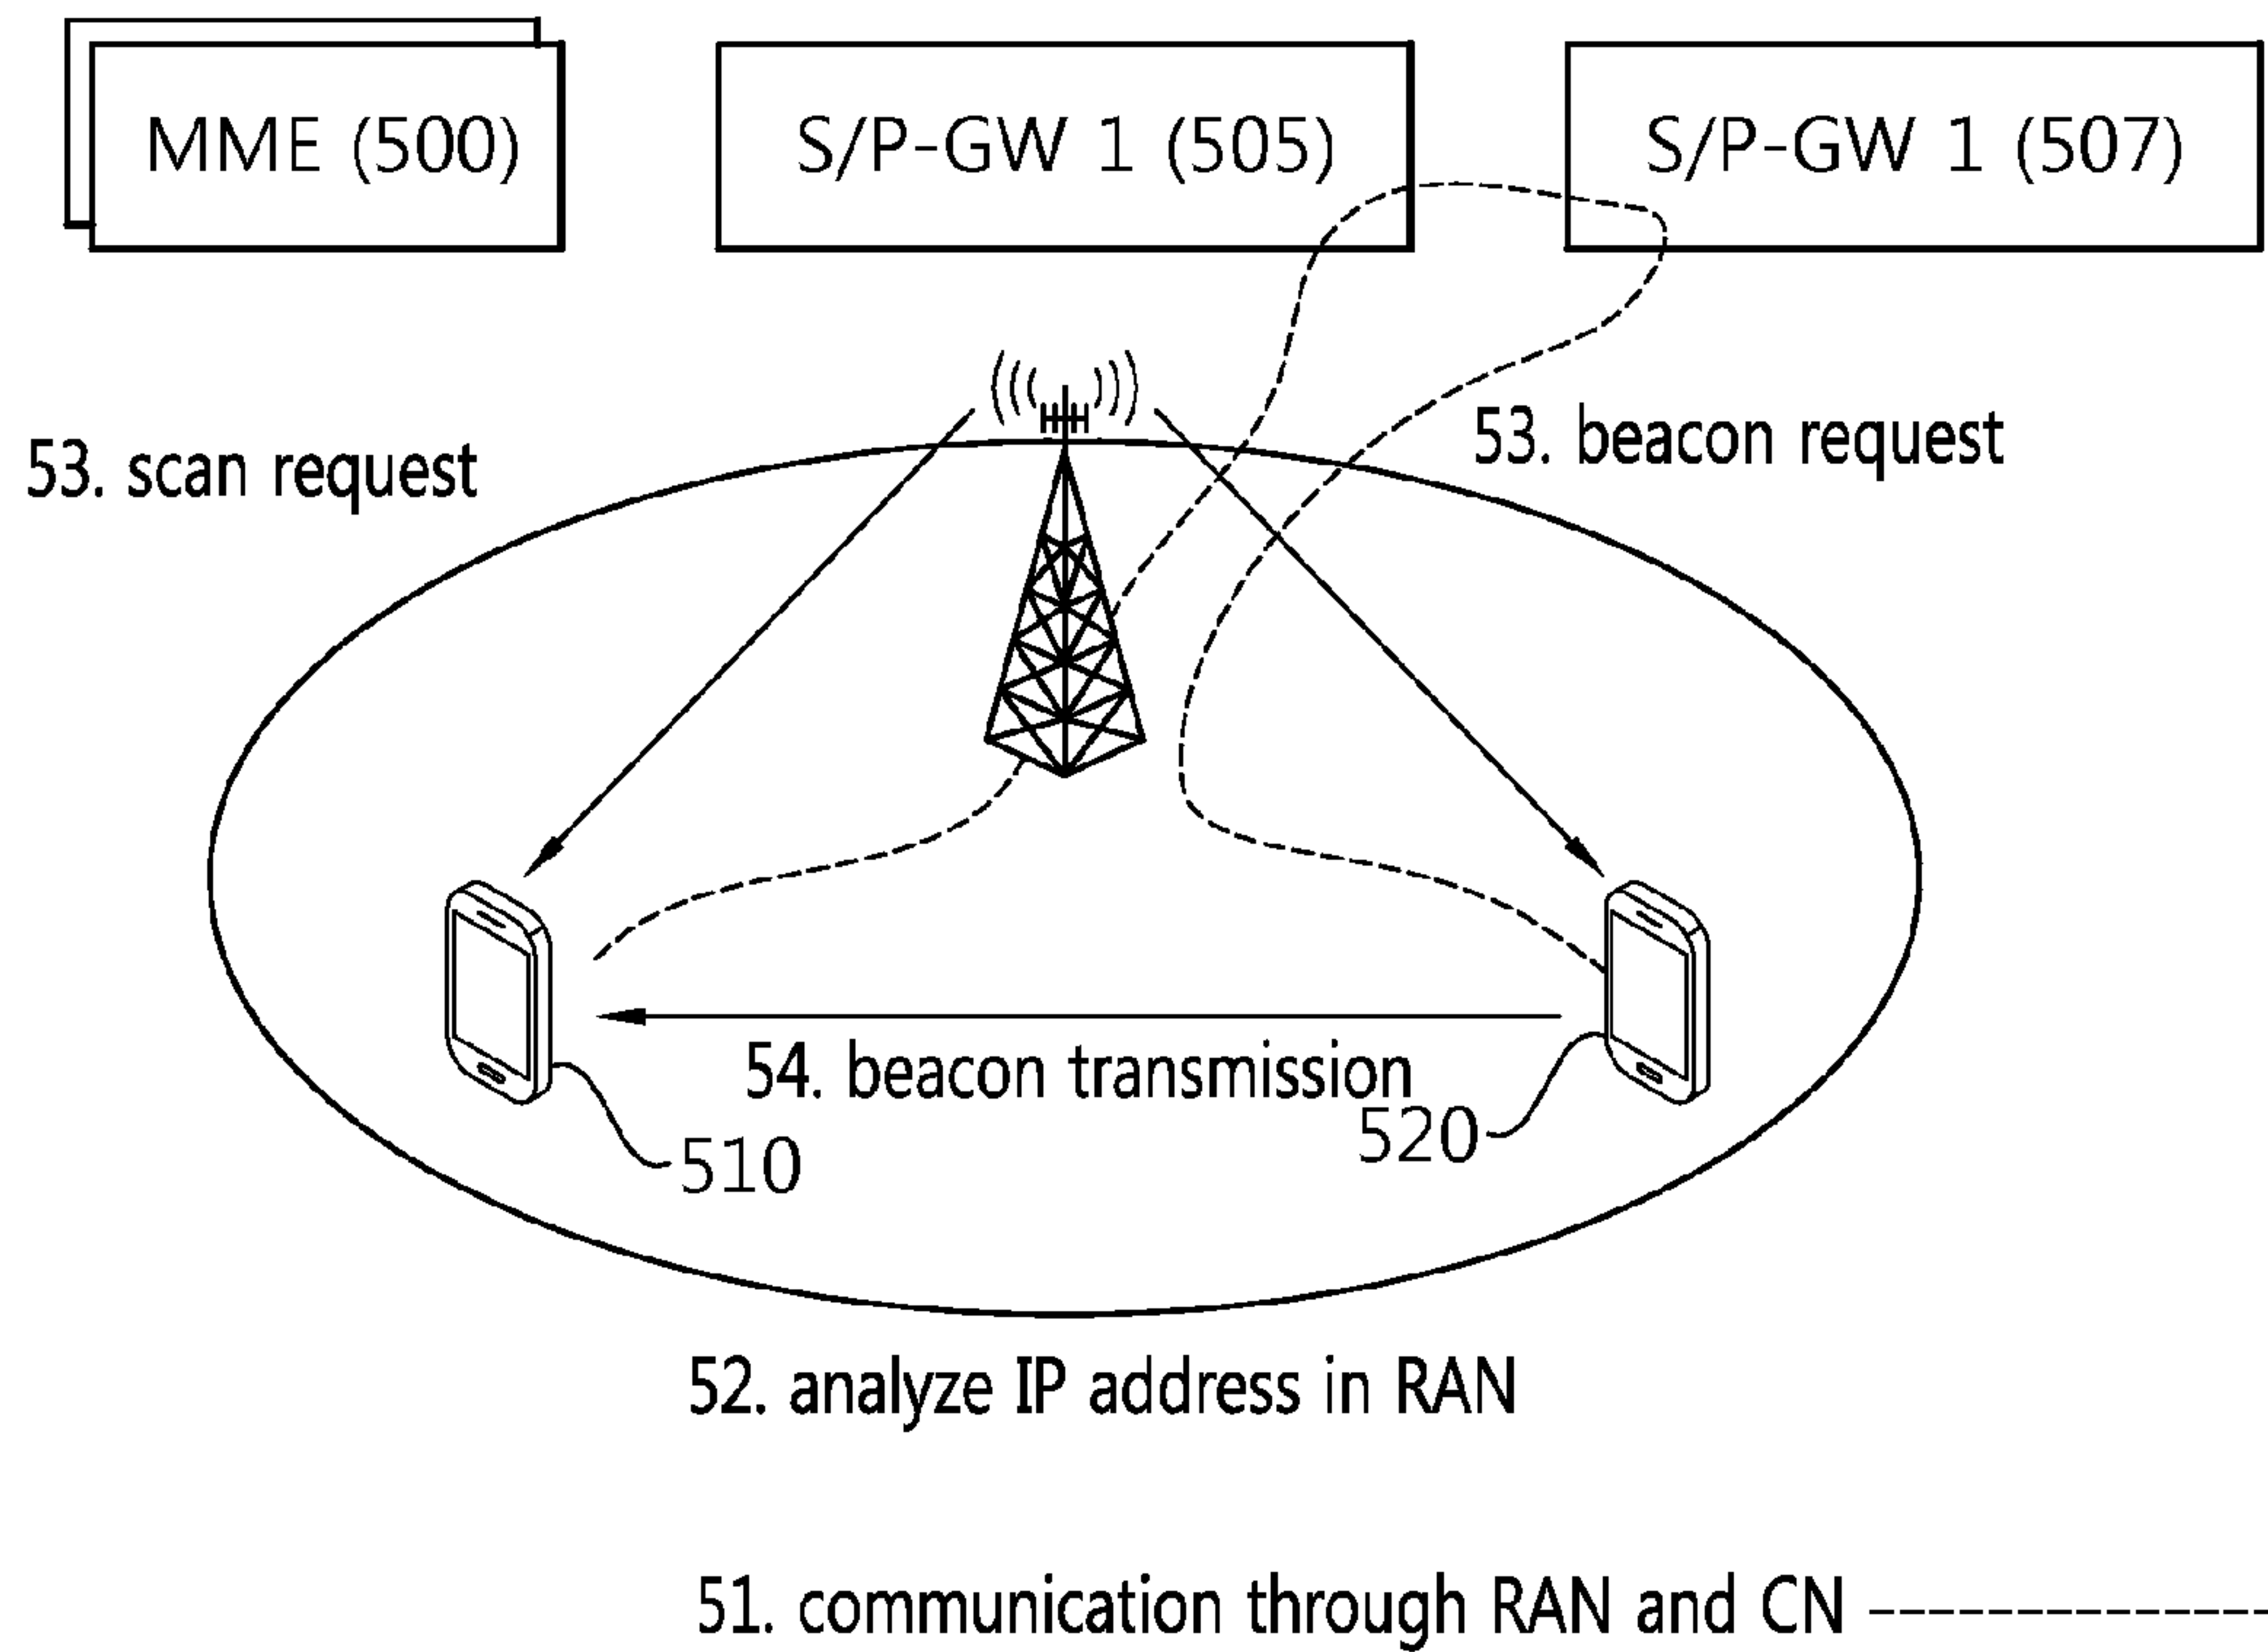 MME (500)
S/P-GW 1 (505)
S/P-GW 1 (507)
53. scan request
53. beacon request
54. beacon transmission
510
520
52. analyze IP address in RAN
51. communication through RAN and CN